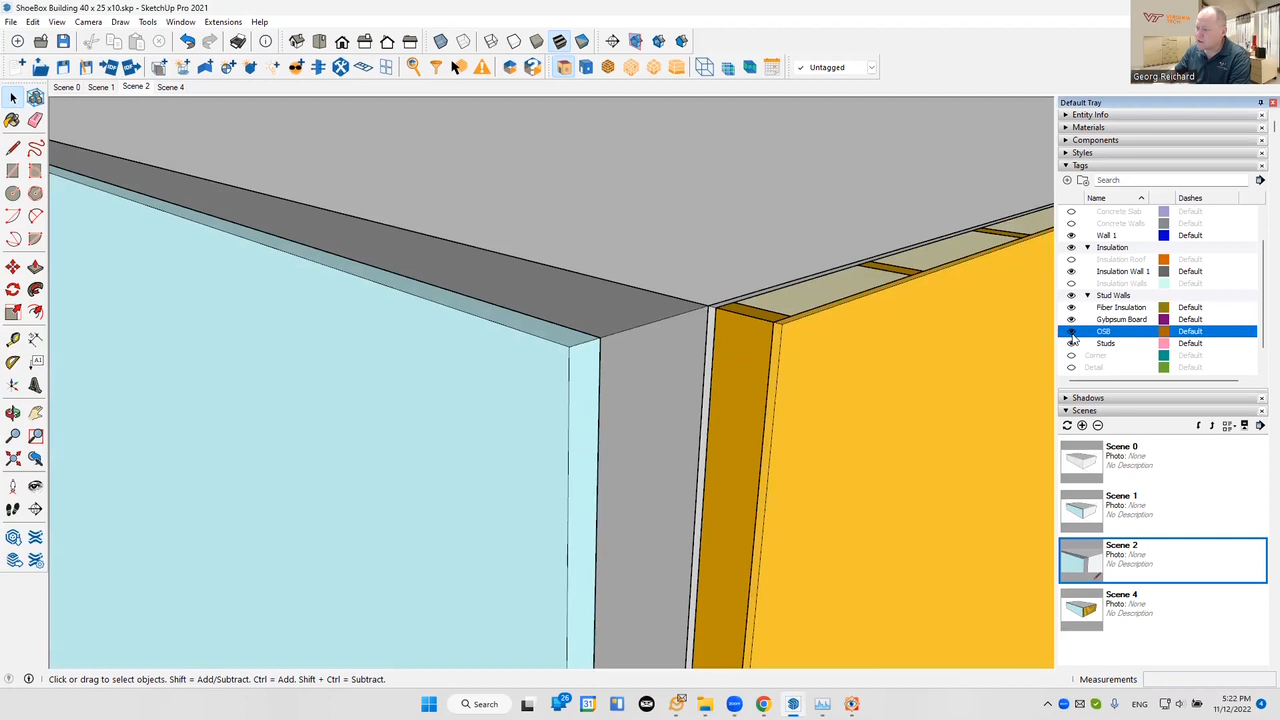 ShoeBox Building 40 x 25 x10.skp - SketchUp Pro 2021
File Edit View Camera Draw Tools Window Extensions Help
VIRGINIA TECH
Georg Reichard
Untagged
Scene 0 Scene 1 Scene 2 Scene 4
Default Tray
Entity Info
Materials
Components
Styles
Tags
Search
Name Dashes
Concrete Slab Default
Concrete Walls Default
Wall 1 Default
Insulation
Insulation Roof Default
Insulation Wall 1 Default
Insulation Walls Default
Stud Walls
Fiber Insulation Default
Gybpsum Board Default
OSB Default
Studs Default
Corner Default
Detail Default
Shadows
Scenes
Scene 0
Photo: None
No Description
Scene 1
Photo: None
No Description
Scene 2
Photo: None
No Description
Scene 4
Photo: None
No Description
Click or drag to select objects. Shift = Add/Subtract. Ctrl = Add. Shift + Ctrl = Subtract.
Measurements
Search
26
31
zoom
ENG
5:22 PM
11/12/2022